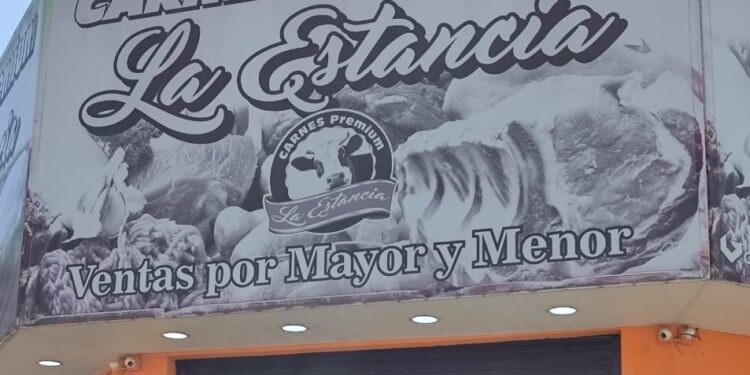 La Estancia
CARNES Premium
La Estancia
Ventas por Mayor y Menor